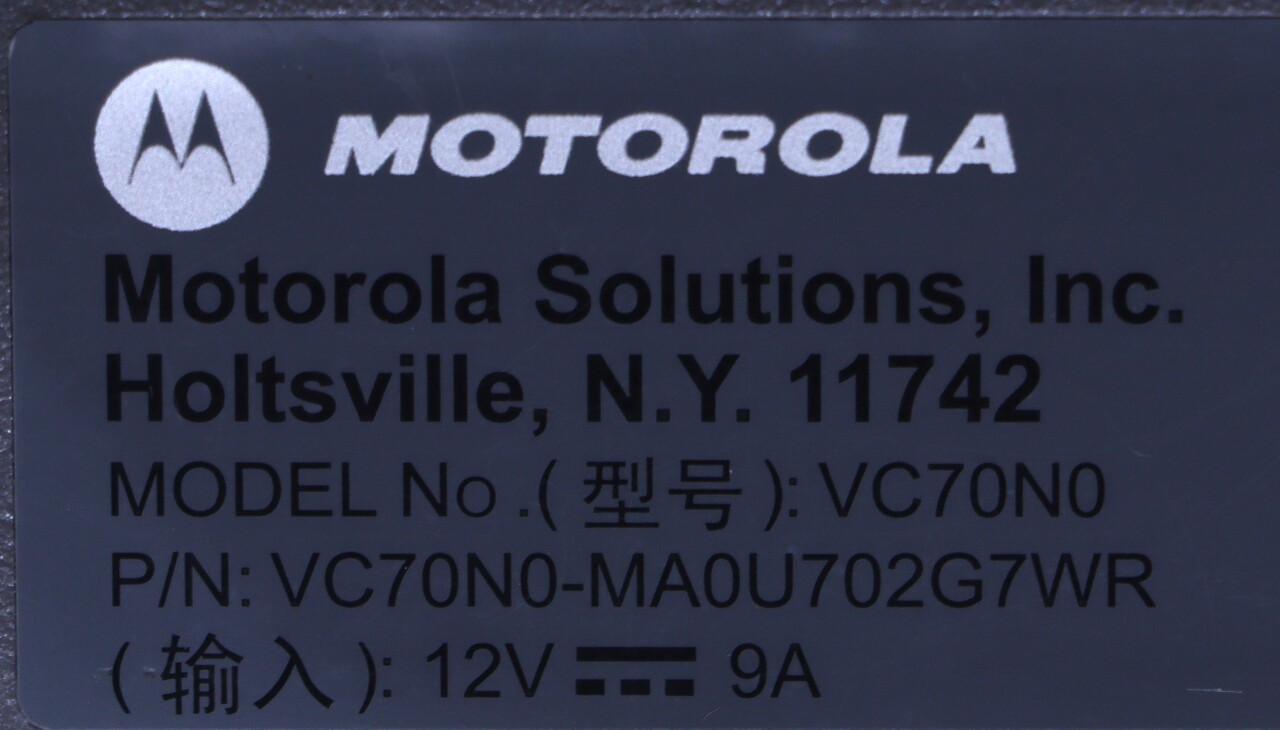 MOTOROLA
Motorola Solutions, Inc.
Holtsville, N.Y. 11742
MODEL No .( 型号 ): VC70N0
P/N: VC70N0-MA0U702G7WR
( 输入 ): 12V ⎓ 9A